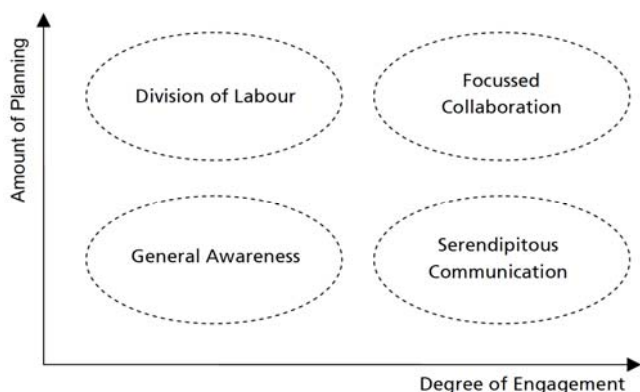 Amount of Planning
Division of Labour
Focussed
Collaboration
General Awareness
Serendipitous
Communication
Degree of Engagement